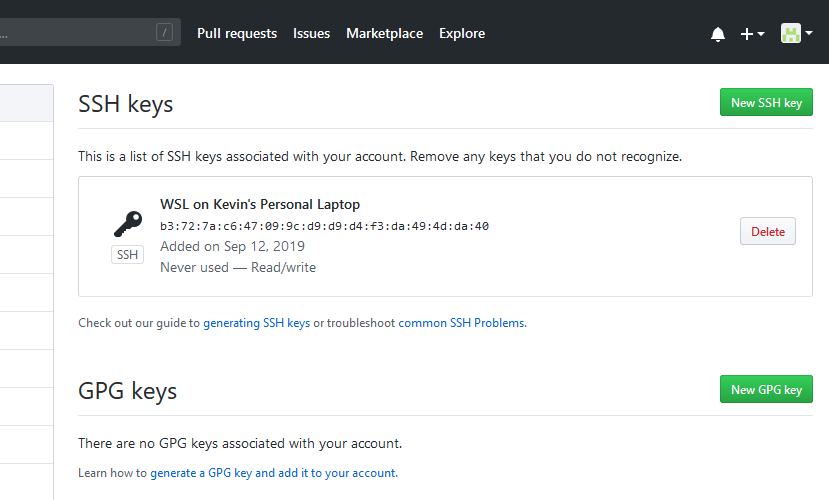 ... / Pull requests Issues Marketplace Explore
SSH keys
New SSH key
This is a list of SSH keys associated with your account. Remove any keys that you do not recognize.
WSL on Kevin's Personal Laptop
b3:72:7a:c6:47:09:9c:d9:d9:d4:f3:da:49:4d:da:40
Added on Sep 12, 2019
Never used — Read/write
SSH
Delete
Check out our guide to generating SSH keys or troubleshoot common SSH Problems.
GPG keys
New GPG key
There are no GPG keys associated with your account.
Learn how to generate a GPG key and add it to your account.